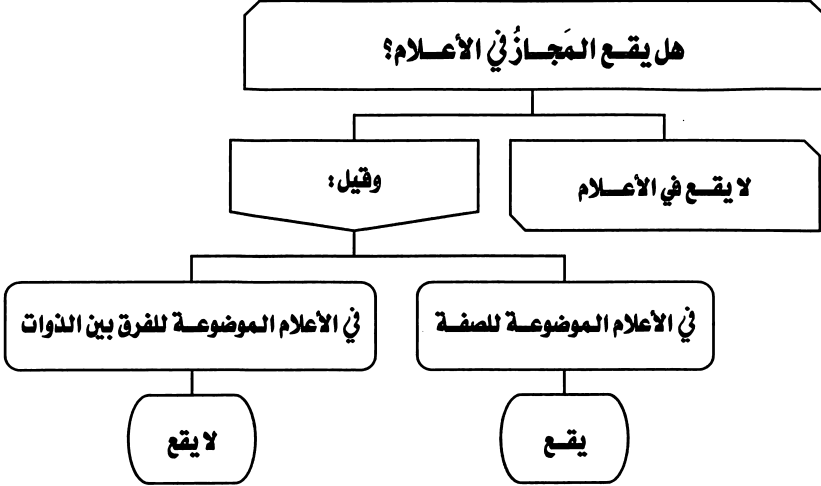 هل يقع المَجازُ في الأعلام؟
لا يقع في الأعلام
وقيل:
في الأعلام الموضوعة للصفة
في الأعلام الموضوعة للفرق بين الذوات
يقع
لا يقع